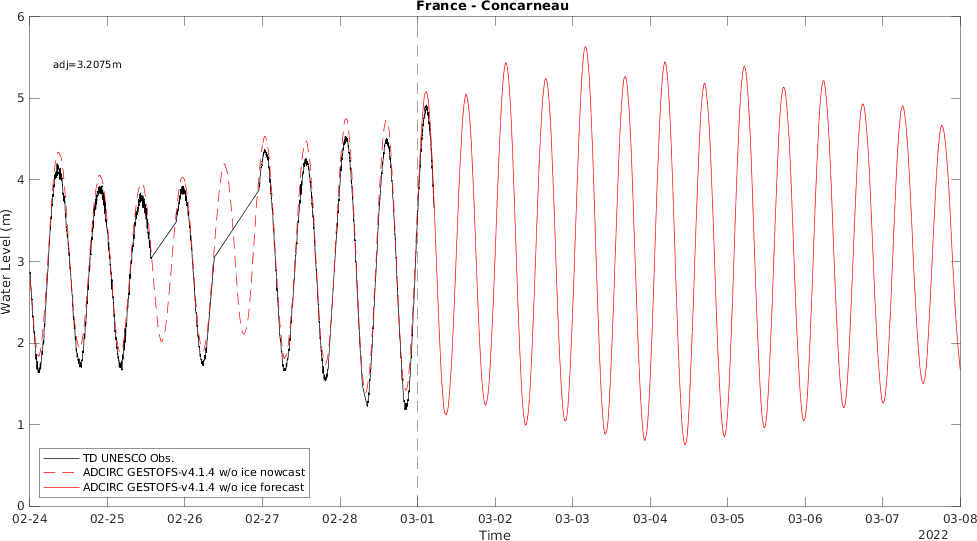 France - Concarneau
adj=3.2075m
Water Level (m)
6
5
4
3
2
1
0
TD UNESCO Obs.
ADCIRC GESTOFS-v4.1.4 w/o ice nowcast
ADCIRC GESTOFS-v4.1.4 w/o ice forecast
02-24 02-25 02-26 02-27 02-28 03-01 03-02 03-03 03-04 03-05 03-06 03-07 03-08
Time
2022